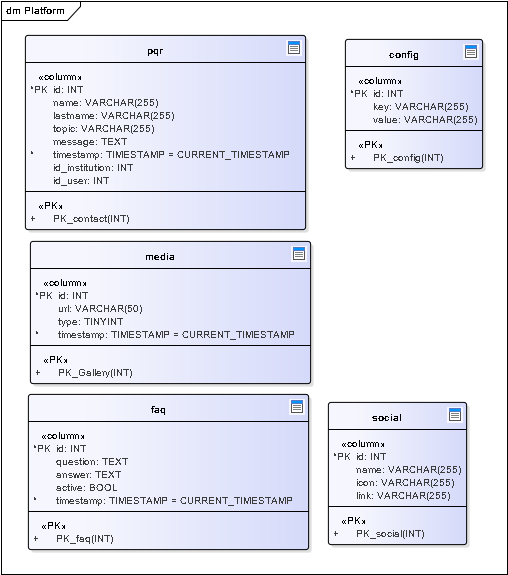 dm Platform
pqr
«column»
*PK id: INT
name: VARCHAR(255)
lastname: VARCHAR(255)
topic: VARCHAR(255)
message: TEXT
* timestamp: TIMESTAMP = CURRENT_TIMESTAMP
id_institution: INT
id_user: INT
«PK»
+ PK_contact(INT)
config
«column»
*PK id: INT
key: VARCHAR(255)
value: VARCHAR(255)
«PK»
+ PK_config(INT)
media
«column»
*PK id: INT
url: VARCHAR(50)
type: TINYINT
* timestamp: TIMESTAMP = CURRENT_TIMESTAMP
«PK»
+ PK_Gallery(INT)
faq
«column»
*PK id: INT
question: TEXT
answer: TEXT
active: BOOL
* timestamp: TIMESTAMP = CURRENT_TIMESTAMP
«PK»
+ PK_faq(INT)
social
«column»
*PK id: INT
name: VARCHAR(255)
icon: VARCHAR(255)
link: VARCHAR(255)
«PK»
+ PK_social(INT)